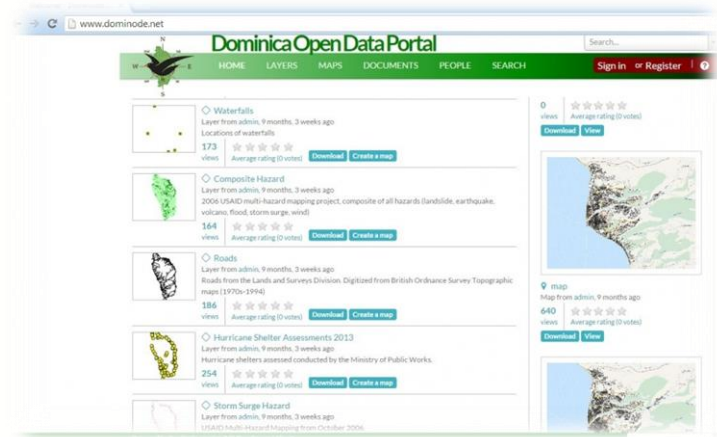 www.dominode.net
Dominica Open Data Portal
Search...
N
W
E
S
HOME LAYERS MAPS DOCUMENTS PEOPLE SEARCH
Sign in or Register | ?
Waterfalls
Layer from admin, 9 months, 3 weeks ago
Locations of waterfalls
173
views Average rating (0 votes) Download Create a map
Composite Hazard
Layer from admin, 9 months, 3 weeks ago
2006 USAID multi-hazard mapping project, composite of all hazards (landslide, earthquake,
volcano, flood, storm surge, wind)
164
views Average rating (0 votes) Download Create a map
Roads
Layer from admin, 9 months, 3 weeks ago
Roads from the Lands and Surveys Division. Digitized from British Ordnance Survey Topographic
maps (1970s-1994)
186
views Average rating (0 votes) Download Create a map
Hurricane Shelter Assessments 2013
Layer from admin, 9 months, 3 weeks ago
Hurricane shelters assessed conducted by the Ministry of Public Works.
254
views Average rating (0 votes) Download Create a map
Storm Surge Hazard
Layer from admin, 9 months, 3 weeks ago
USAID Multi-Hazard Mapping from October 2006.
0
views Average rating (0 votes)
Download View
map
Map from admin, 9 months ago
640
views Average rating (0 votes)
Download View